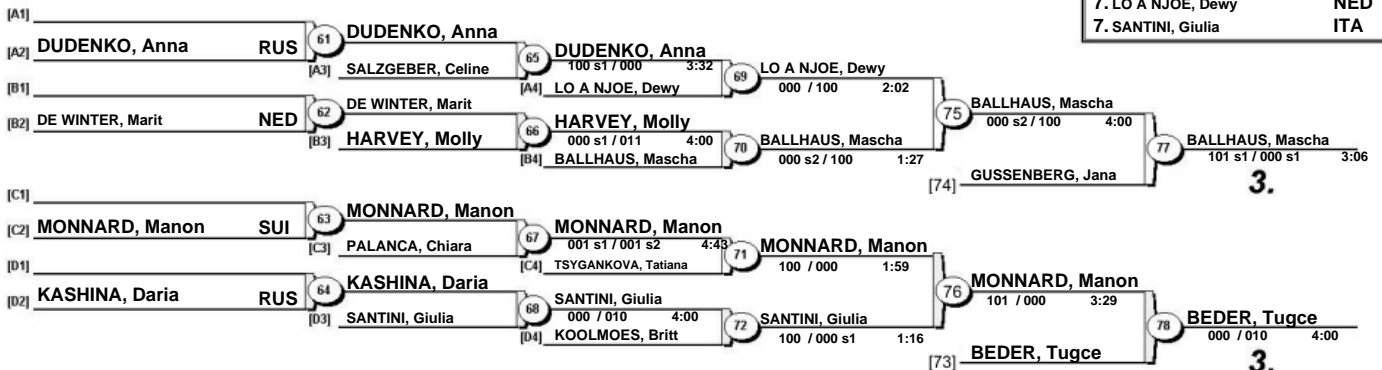 7. LO A NJOE, Dewy NED
7. SANTINI, Giulia ITA
[A1]
[A2] DUDENKO, Anna RUS
61 DUDENKO, Anna
[A3] SALZGEBER, Celine
65 DUDENKO, Anna
100 s1 / 000 3:32
[A4] LO A NJOE, Dewy
69 LO A NJOE, Dewy
000 / 100 2:02
[B1]
[B2] DE WINTER, Marit NED
62 DE WINTER, Marit
[B3] HARVEY, Molly
66 HARVEY, Molly
000 s1 / 011 4:00
[B4] BALLHAUS, Mascha
70 BALLHAUS, Mascha
000 s2 / 100 1:27
75 BALLHAUS, Mascha
000 s2 / 100 4:00
[74] GUSSENBERG, Jana
77 BALLHAUS, Mascha
101 s1 / 000 s1 3:06
3.
[C1]
[C2] MONNARD, Manon SUI
63 MONNARD, Manon
[C3] PALANCA, Chiara
67 MONNARD, Manon
001 s1 / 001 s2 4:43
[C4] TSYGANKOVA, Tatiana
71 MONNARD, Manon
100 / 000 1:59
[D1]
[D2] KASHINA, Daria RUS
64 KASHINA, Daria
[D3] SANTINI, Giulia
68 SANTINI, Giulia
000 / 010 4:00
[D4] KOOLMOES, Britt
72 SANTINI, Giulia
100 / 000 s1 1:16
76 MONNARD, Manon
101 / 000 3:29
[73] BEDER, Tugce
78 BEDER, Tugce
000 / 010 4:00
3.